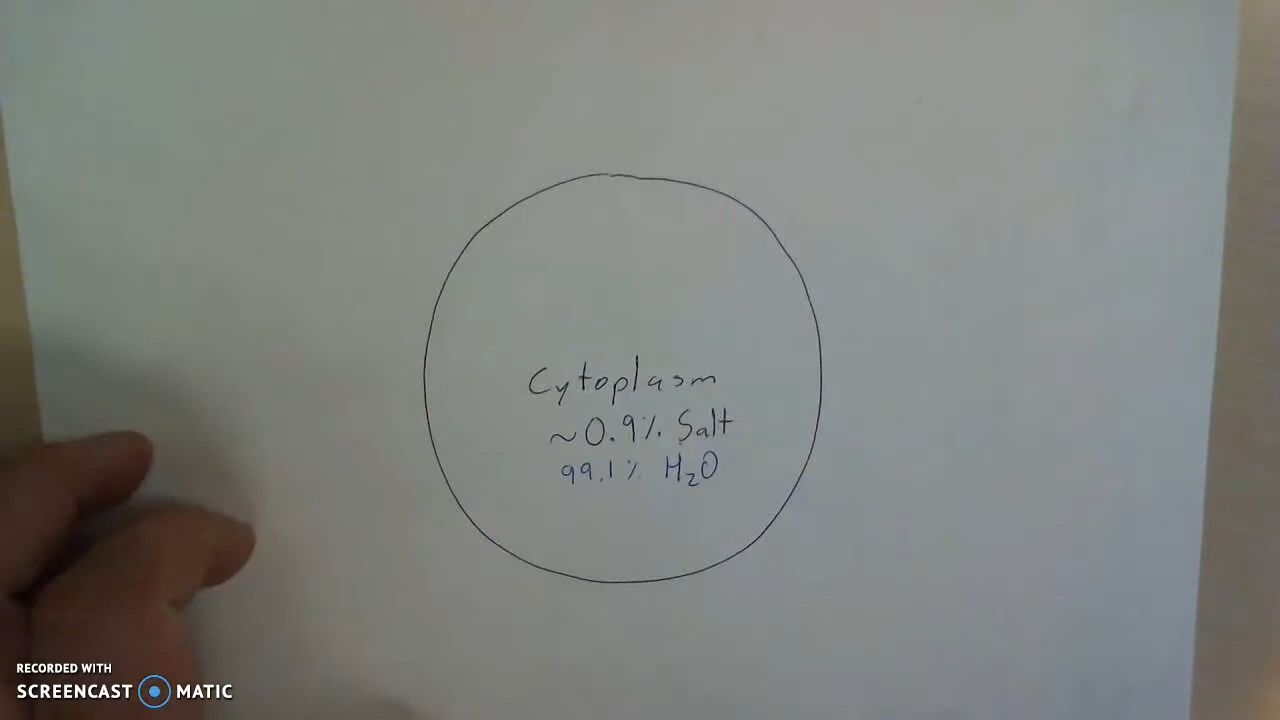 Cytoplasm
~0.9% Salt
99.1% H₂O
RECORDED WITH
SCREENCAST MATIC